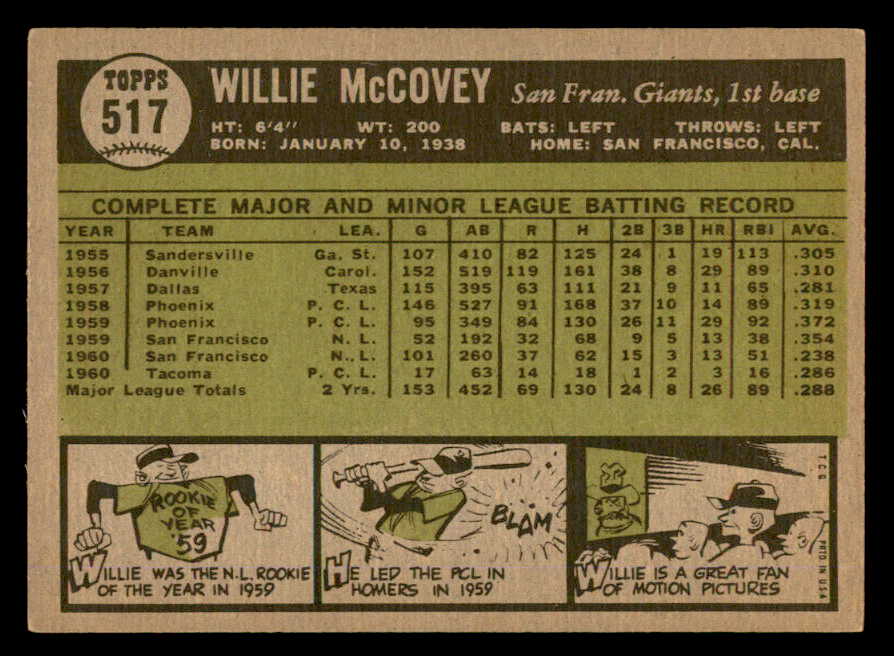 TOPPS
517
WILLIE McCOVEY San Fran. Giants, 1st base
HT: 6'4" WT: 200 BATS: LEFT THROWS: LEFT
BORN: JANUARY 10, 1938 HOME: SAN FRANCISCO, CAL.
COMPLETE MAJOR AND MINOR LEAGUE BATTING RECORD
YEAR TEAM LEA. G AB R H 2B 3B HR RBI AVG.
1955 Sandersville Ga. St. 107 410 82 125 24 1 19 113 .305
1956 Danville Carol. 152 519 119 161 38 8 29 89 .310
1957 Dallas Texas 115 395 63 111 21 9 11 65 .281
1958 Phoenix P. C. L. 146 527 91 168 37 10 14 89 .319
1959 Phoenix P. C. L. 95 349 84 130 26 11 29 92 .372
1959 San Francisco N. L. 52 192 32 68 9 5 13 38 .354
1960 San Francisco N.. L. 101 260 37 62 15 3 13 51 .238
1960 Tacoma P. C. L. 17 63 14 18 1 2 3 16 .286
Major League Totals 2 Yrs. 153 452 69 130 24 8 26 89 .288
ROOKIE
OF
YEAR
'59
WILLIE WAS THE N.L. ROOKIE
OF THE YEAR IN 1959
BLAM
HE LED THE PCL IN
HOMERS IN 1959
WILLIE IS A GREAT FAN
OF MOTION PICTURES
T.C.G.
PRTD IN U.S.A.